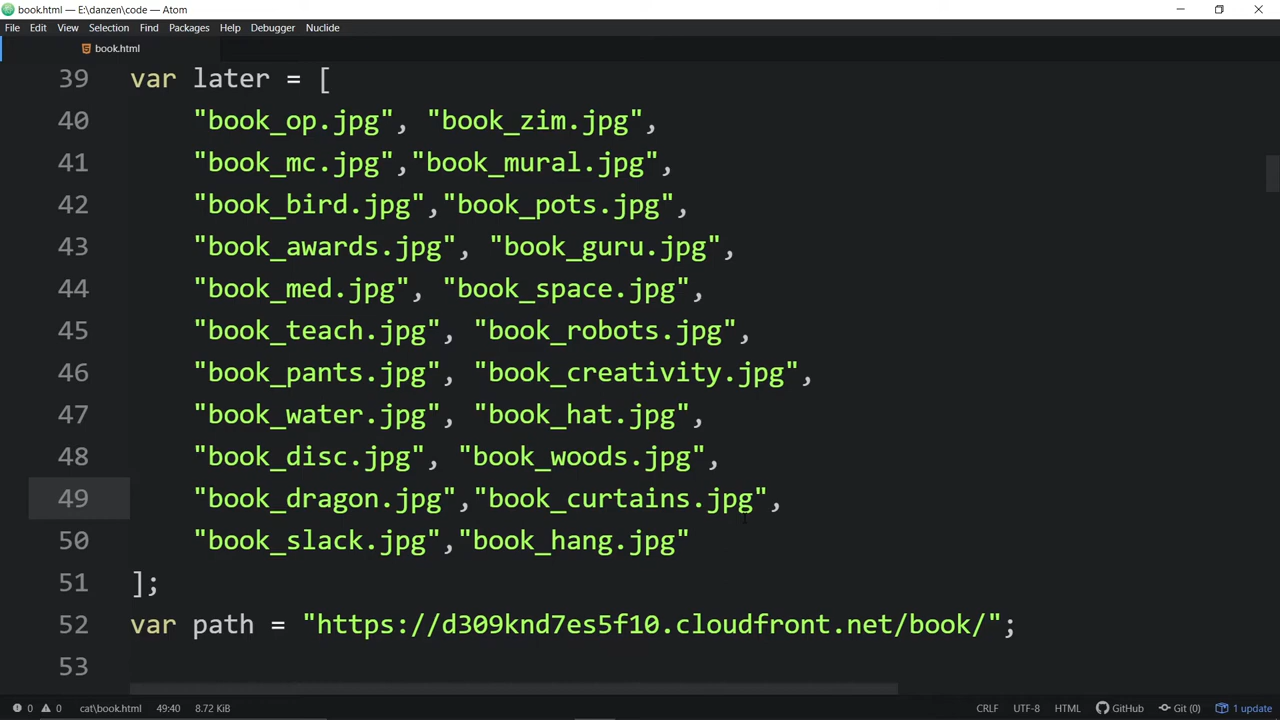 book.html — E:\danzen\code — Atom
File Edit View Selection Find Packages Help Debugger Nuclide
book.html
39 var later = [
40 "book_op.jpg", "book_zim.jpg",
41 "book_mc.jpg","book_mural.jpg",
42 "book_bird.jpg","book_pots.jpg",
43 "book_awards.jpg", "book_guru.jpg",
44 "book_med.jpg", "book_space.jpg",
45 "book_teach.jpg", "book_robots.jpg",
46 "book_pants.jpg", "book_creativity.jpg",
47 "book_water.jpg", "book_hat.jpg",
48 "book_disc.jpg", "book_woods.jpg",
49 "book_dragon.jpg","book_curtains.jpg",
50 "book_slack.jpg","book_hang.jpg"
51 ];
52 var path = "https://d309knd7es5f10.cloudfront.net/book/";
53
0 0 cat\book.html 49:40 8.72 KiB CRLF UTF-8 HTML GitHub Git (0) 1 update